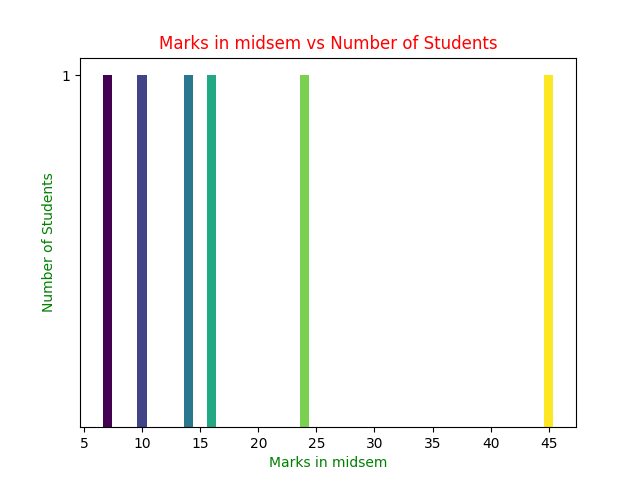 Marks in midsem vs Number of Students
1
Number of Students
5 10 15 20 25 30 35 40 45
Marks in midsem